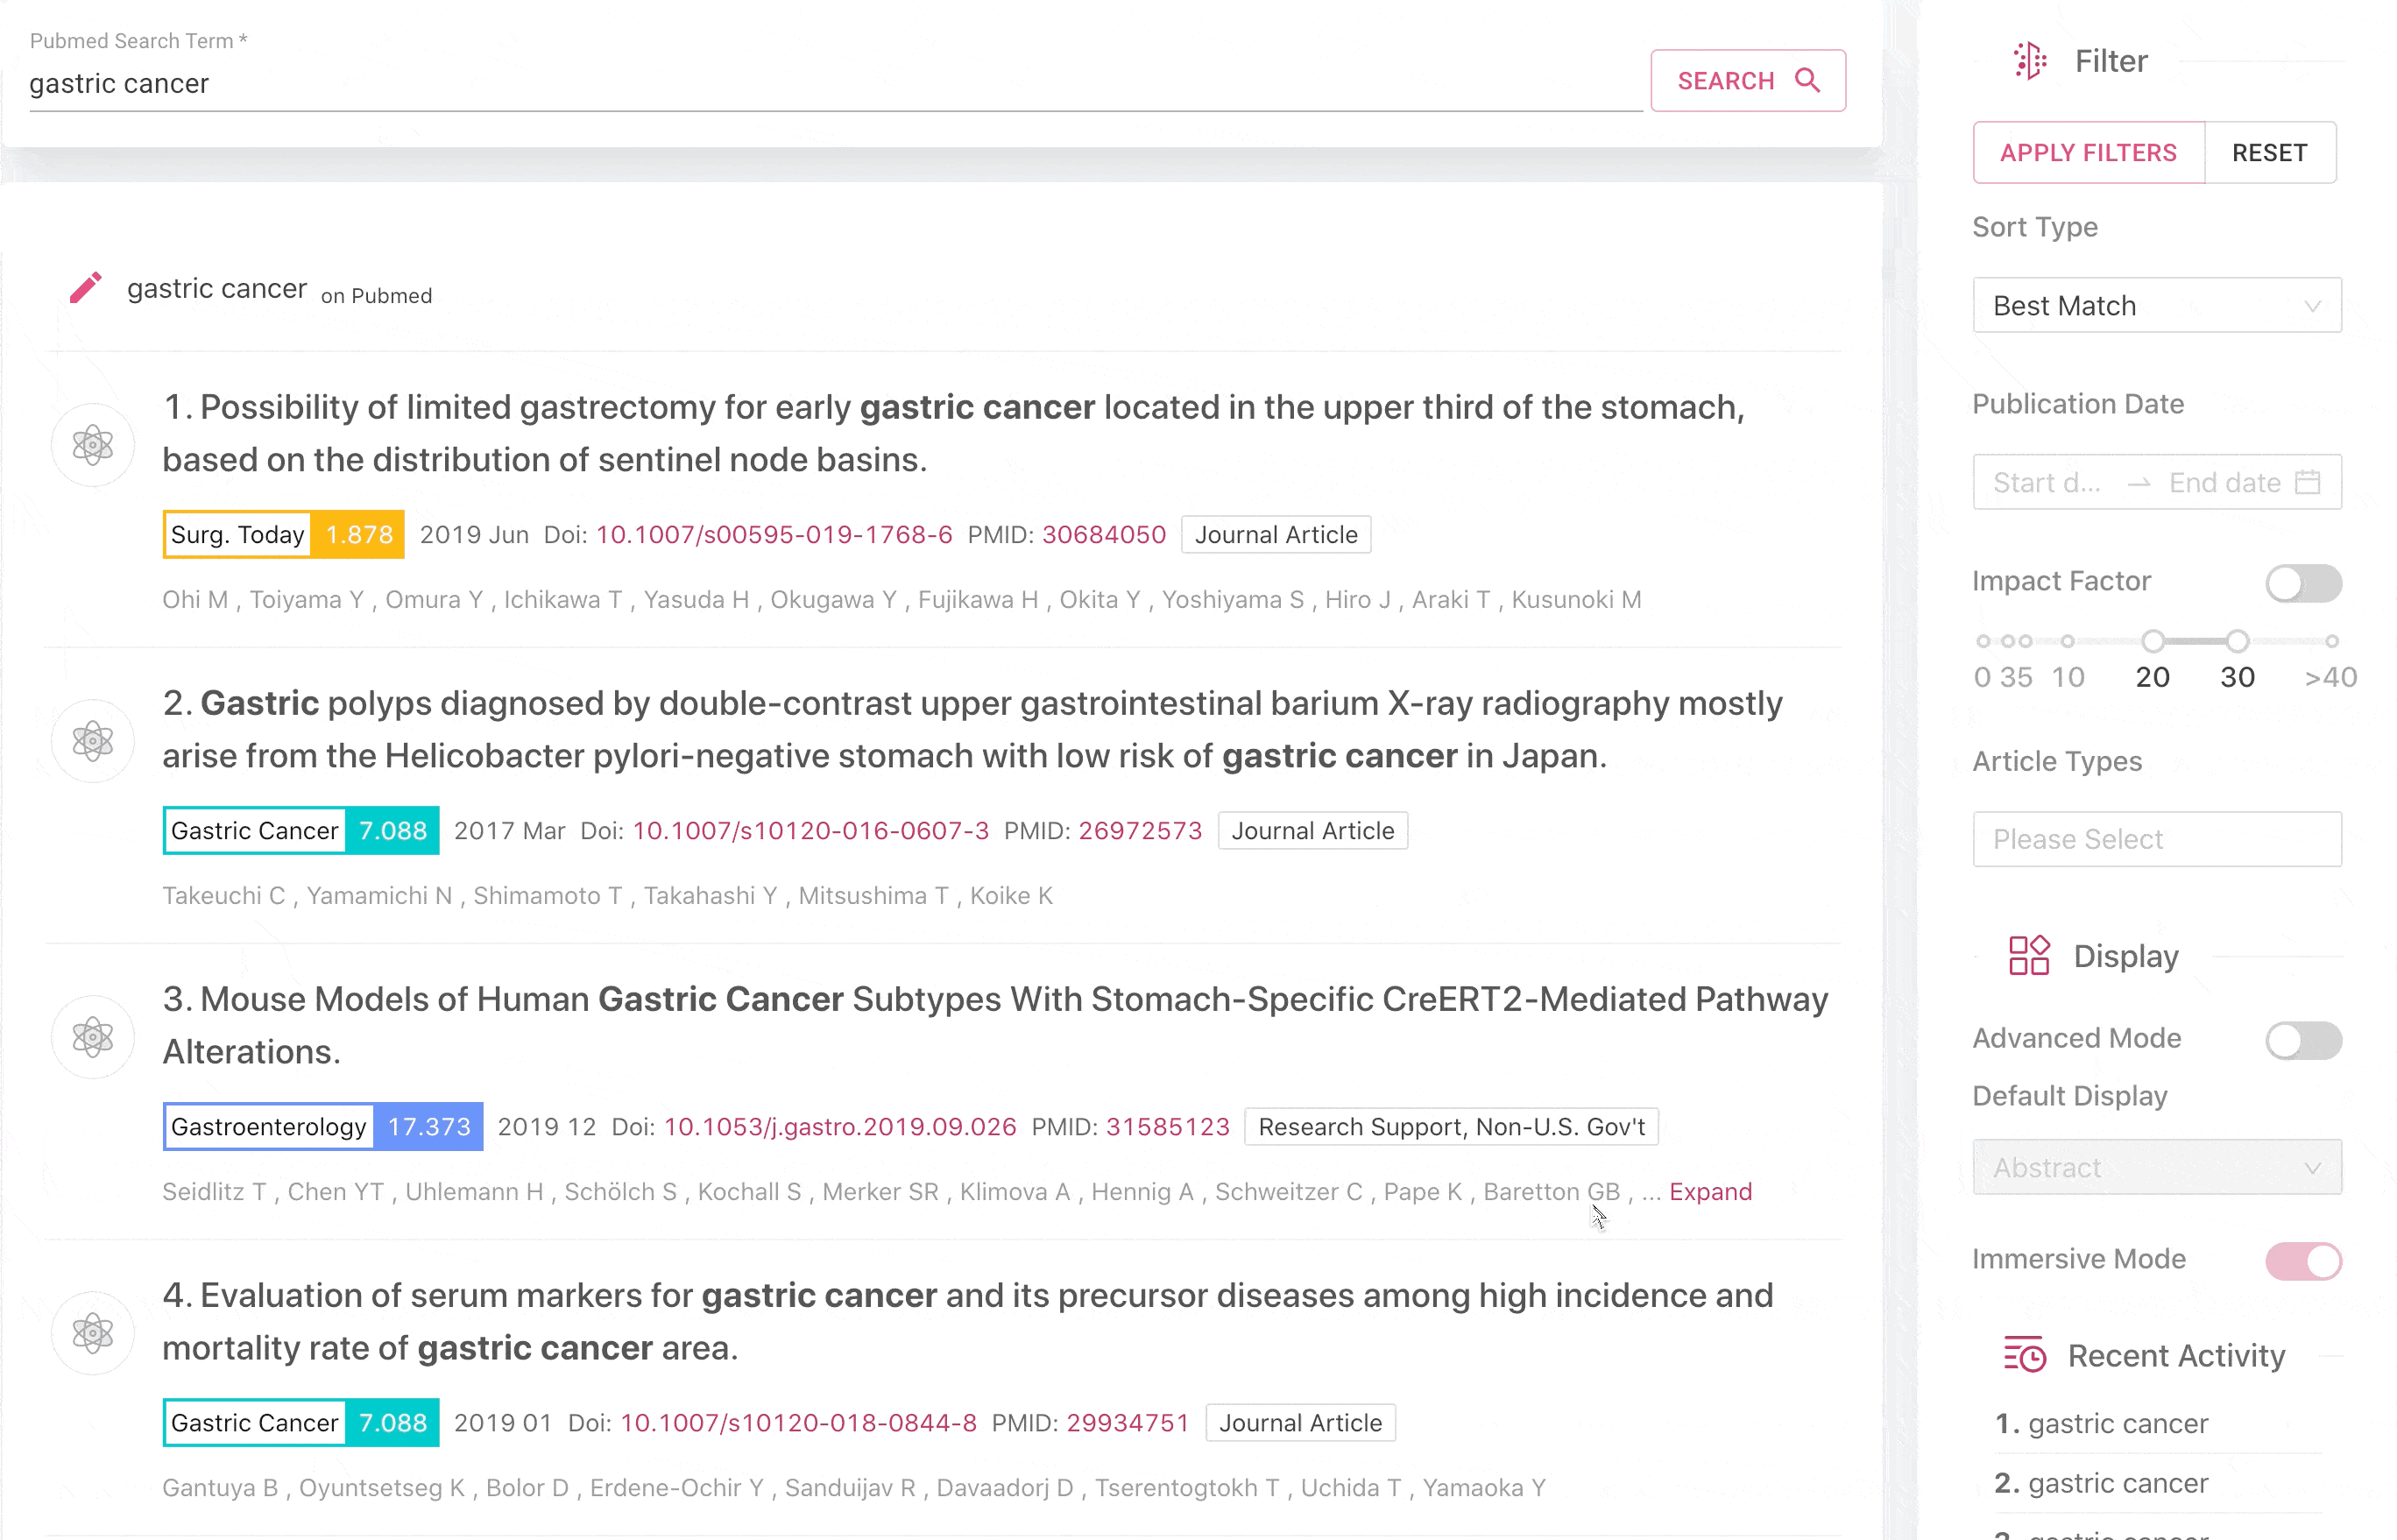 Pubmed Search Term *
gastric cancer
SEARCH
gastric cancer on Pubmed
1. Possibility of limited gastrectomy for early gastric cancer located in the upper third of the stomach,
based on the distribution of sentinel node basins.
Surg. Today 1.878 2019 Jun Doi: 10.1007/s00595-019-1768-6 PMID: 30684050 Journal Article
Ohi M , Toiyama Y , Omura Y , Ichikawa T , Yasuda H , Okugawa Y , Fujikawa H , Okita Y , Yoshiyama S , Hiro J , Araki T , Kusunoki M
2. Gastric polyps diagnosed by double-contrast upper gastrointestinal barium X-ray radiography mostly
arise from the Helicobacter pylori-negative stomach with low risk of gastric cancer in Japan.
Gastric Cancer 7.088 2017 Mar Doi: 10.1007/s10120-016-0607-3 PMID: 26972573 Journal Article
Takeuchi C , Yamamichi N , Shimamoto T , Takahashi Y , Mitsushima T , Koike K
3. Mouse Models of Human Gastric Cancer Subtypes With Stomach-Specific CreERT2-Mediated Pathway
Alterations.
Gastroenterology 17.373 2019 12 Doi: 10.1053/j.gastro.2019.09.026 PMID: 31585123 Research Support, Non-U.S. Gov't
Seidlitz T , Chen YT , Uhlemann H , Schölch S , Kochall S , Merker SR , Klimova A , Hennig A , Schweitzer C , Pape K , Baretton GB , ... Expand
4. Evaluation of serum markers for gastric cancer and its precursor diseases among high incidence and
mortality rate of gastric cancer area.
Gastric Cancer 7.088 2019 01 Doi: 10.1007/s10120-018-0844-8 PMID: 29934751 Journal Article
Gantuya B , Oyuntsetseg K , Bolor D , Erdene-Ochir Y , Sanduijav R , Davaadorj D , Tserentogtokh T , Uchida T , Yamaoka Y
Filter
APPLY FILTERS RESET
Sort Type
Best Match
Publication Date
Start d... → End date
Impact Factor
0 3 5 10 20 30 >40
Article Types
Please Select
Display
Advanced Mode
Default Display
Abstract
Immersive Mode
Recent Activity
1. gastric cancer
2. gastric cancer